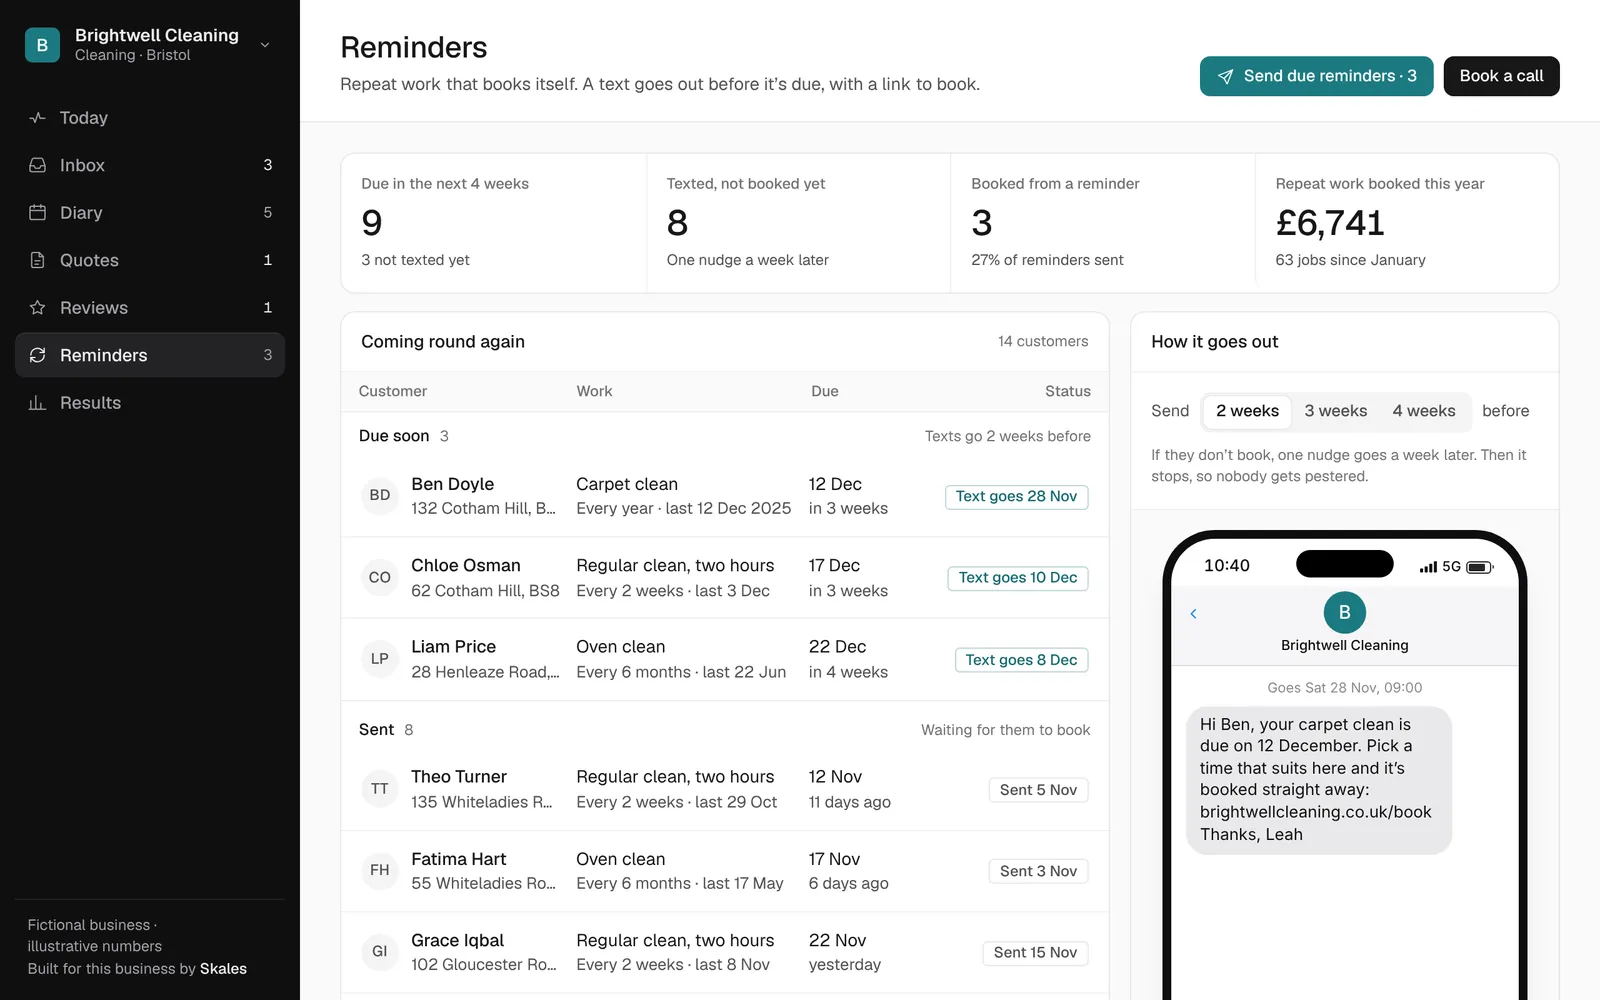 B
Brightwell Cleaning
Cleaning · Bristol
Today
Inbox 3
Diary 5
Quotes 1
Reviews 1
Reminders 3
Results
Fictional business ·
illustrative numbers
Built for this business by Skales
Reminders
Repeat work that books itself. A text goes out before it’s due, with a link to book.
Send due reminders · 3
Book a call
Due in the next 4 weeks
9
3 not texted yet
Texted, not booked yet
8
One nudge a week later
Booked from a reminder
3
27% of reminders sent
Repeat work booked this year
£6,741
63 jobs since January
Coming round again 14 customers
Customer Work Due Status
Due soon 3 Texts go 2 weeks before
BD Ben Doyle Carpet clean 12 Dec Text goes 28 Nov
132 Cotham Hill, B... Every year · last 12 Dec 2025 in 3 weeks
CO Chloe Osman Regular clean, two hours 17 Dec Text goes 10 Dec
62 Cotham Hill, BS8 Every 2 weeks · last 3 Dec in 3 weeks
LP Liam Price Oven clean 22 Dec Text goes 8 Dec
28 Henleaze Road,... Every 6 months · last 22 Jun in 4 weeks
Sent 8 Waiting for them to book
TT Theo Turner Regular clean, two hours 12 Nov Sent 5 Nov
135 Whiteladies R... Every 2 weeks · last 29 Oct 11 days ago
FH Fatima Hart Oven clean 17 Nov Sent 3 Nov
55 Whiteladies Ro... Every 6 months · last 17 May 6 days ago
GI Grace Iqbal Regular clean, two hours 22 Nov Sent 15 Nov
102 Gloucester Ro... Every 2 weeks · last 8 Nov yesterday
How it goes out
Send 2 weeks 3 weeks 4 weeks before
If they don’t book, one nudge goes a week later. Then it
stops, so nobody gets pestered.
10:40 5G
B
Brightwell Cleaning
Goes Sat 28 Nov, 09:00
Hi Ben, your carpet clean is
due on 12 December. Pick a
time that suits here and it’s
booked straight away:
brightwellcleaning.co.uk/book
Thanks, Leah